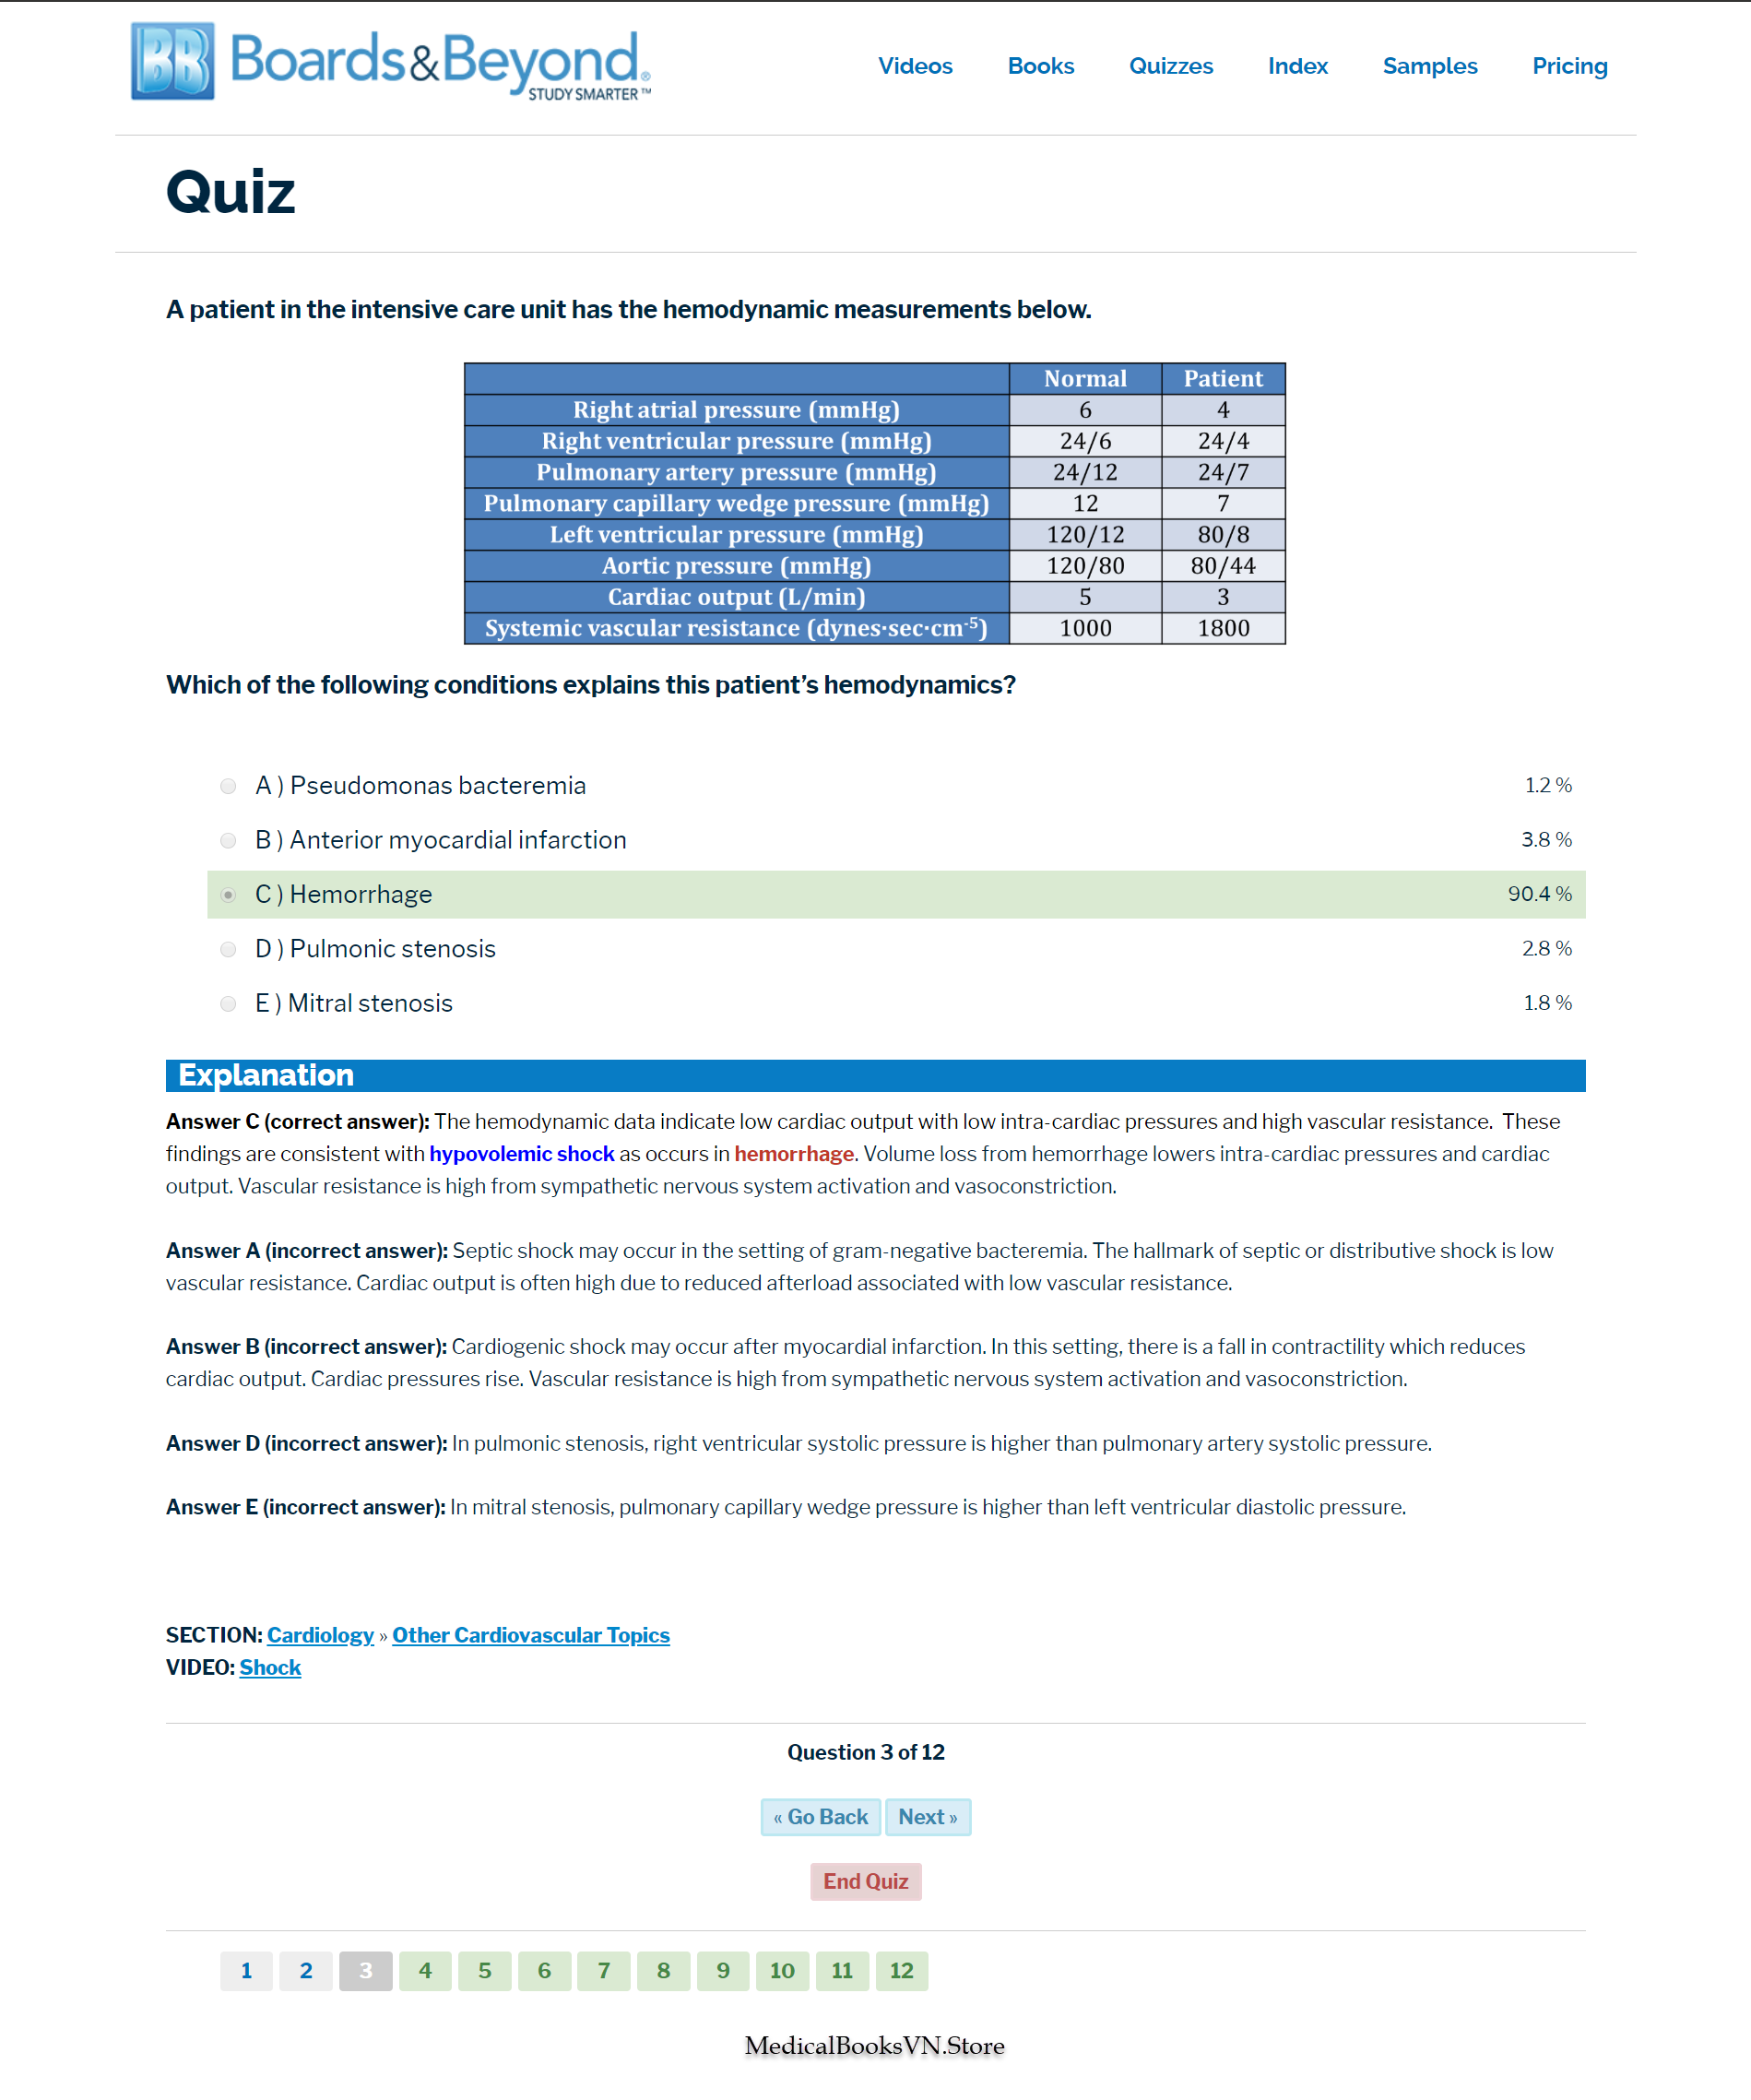 BB Boards&Beyond.®
STUDY SMARTER™
Videos Books Quizzes Index Samples Pricing
Quiz
A patient in the intensive care unit has the hemodynamic measurements below.
Normal Patient
Right atrial pressure (mmHg) 6 4
Right ventricular pressure (mmHg) 24/6 24/4
Pulmonary artery pressure (mmHg) 24/12 24/7
Pulmonary capillary wedge pressure (mmHg) 12 7
Left ventricular pressure (mmHg) 120/12 80/8
Aortic pressure (mmHg) 120/80 80/44
Cardiac output (L/min) 5 3
Systemic vascular resistance (dynes·sec·cm-5) 1000 1800
Which of the following conditions explains this patient’s hemodynamics?
A ) Pseudomonas bacteremia 1.2 %
B ) Anterior myocardial infarction 3.8 %
C ) Hemorrhage 90.4 %
D ) Pulmonic stenosis 2.8 %
E ) Mitral stenosis 1.8 %
Explanation
Answer C (correct answer): The hemodynamic data indicate low cardiac output with low intra-cardiac pressures and high vascular resistance. These
findings are consistent with hypovolemic shock as occurs in hemorrhage. Volume loss from hemorrhage lowers intra-cardiac pressures and cardiac
output. Vascular resistance is high from sympathetic nervous system activation and vasoconstriction.
Answer A (incorrect answer): Septic shock may occur in the setting of gram-negative bacteremia. The hallmark of septic or distributive shock is low
vascular resistance. Cardiac output is often high due to reduced afterload associated with low vascular resistance.
Answer B (incorrect answer): Cardiogenic shock may occur after myocardial infarction. In this setting, there is a fall in contractility which reduces
cardiac output. Cardiac pressures rise. Vascular resistance is high from sympathetic nervous system activation and vasoconstriction.
Answer D (incorrect answer): In pulmonic stenosis, right ventricular systolic pressure is higher than pulmonary artery systolic pressure.
Answer E (incorrect answer): In mitral stenosis, pulmonary capillary wedge pressure is higher than left ventricular diastolic pressure.
SECTION: Cardiology » Other Cardiovascular Topics
VIDEO: Shock
Question 3 of 12
« Go Back Next »
End Quiz
1 2 3 4 5 6 7 8 9 10 11 12
MedicalBooksVN.Store